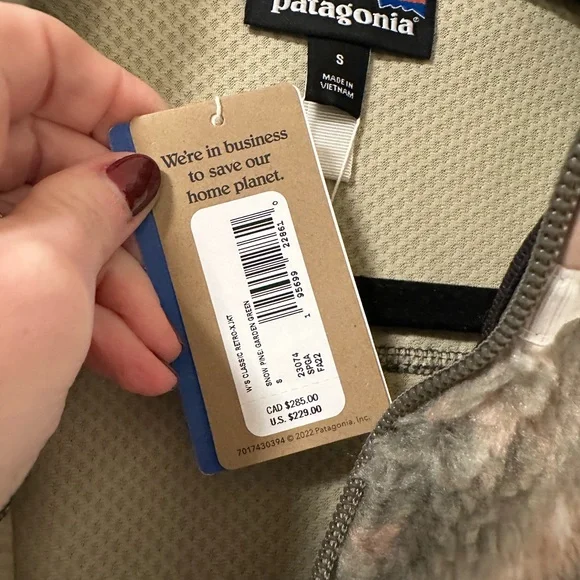 patagonia
S
MADE IN
VIETNAM
We're in business
to save our
home planet.
W'S CLASSIC RETRO-X JKT
SNOW PINE: GARDEN GREEN
S
23074
SPGA
FA22
1 95699 22861 0
CAD $285.00
U.S. $229.00
7017430394 © 2022 Patagonia, Inc.